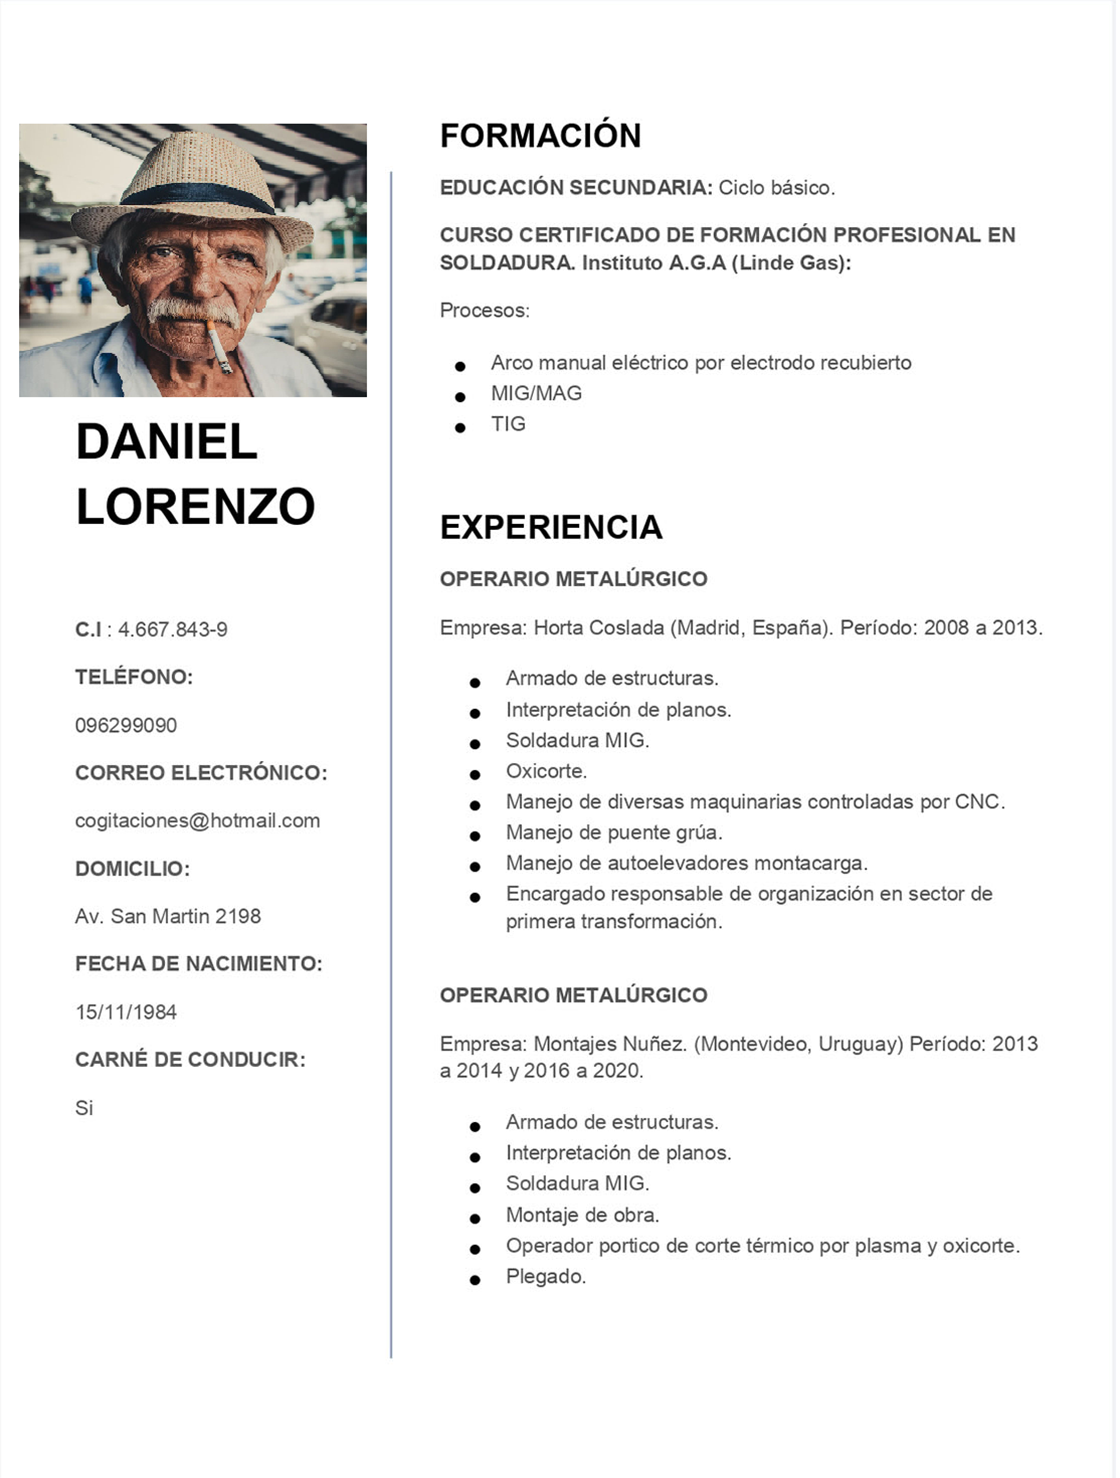 DANIEL
LORENZO
C.I : 4.667.843-9
TELÉFONO:
096299090
CORREO ELECTRÓNICO:
cogitaciones@hotmail.com
DOMICILIO:
Av. San Martin 2198
FECHA DE NACIMIENTO:
15/11/1984
CARNÉ DE CONDUCIR:
Si
FORMACIÓN
EDUCACIÓN SECUNDARIA: Ciclo básico.
CURSO CERTIFICADO DE FORMACIÓN PROFESIONAL EN
SOLDADURA. Instituto A.G.A (Linde Gas):
Procesos:
● Arco manual eléctrico por electrodo recubierto
● MIG/MAG
● TIG
EXPERIENCIA
OPERARIO METALÚRGICO
Empresa: Horta Coslada (Madrid, España). Período: 2008 a 2013.
● Armado de estructuras.
● Interpretación de planos.
● Soldadura MIG.
● Oxicorte.
● Manejo de diversas maquinarias controladas por CNC.
● Manejo de puente grúa.
● Manejo de autoelevadores montacarga.
● Encargado responsable de organización en sector de
primera transformación.
OPERARIO METALÚRGICO
Empresa: Montajes Nuñez. (Montevideo, Uruguay) Período: 2013
a 2014 y 2016 a 2020.
● Armado de estructuras.
● Interpretación de planos.
● Soldadura MIG.
● Montaje de obra.
● Operador portico de corte térmico por plasma y oxicorte.
● Plegado.